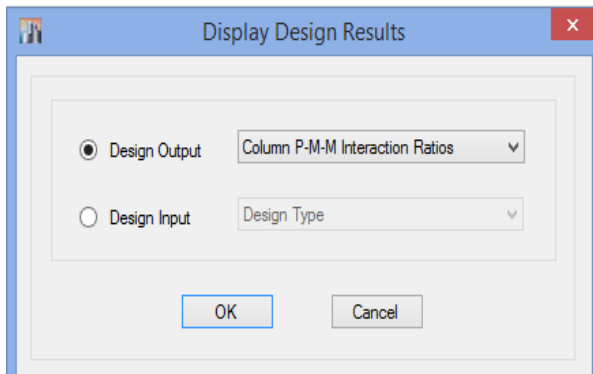 Display Design Results
Design Output Column P-M-M Interaction Ratios
Design Input Design Type
OK Cancel